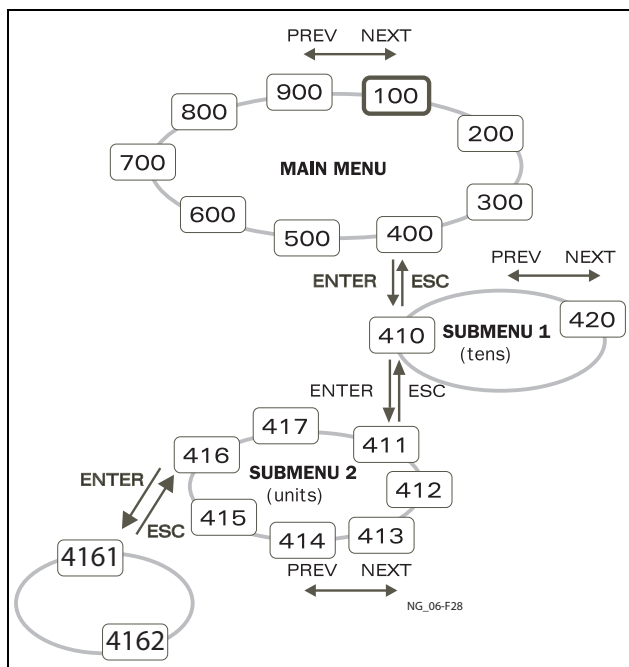 PREV NEXT
900 100
800 200
700 MAIN MENU
600 300
500 400
ENTER ESC
PREV NEXT
410 SUBMENU 1 420
(tens)
ENTER ESC
417 411
416 SUBMENU 2 412
(units)
ENTER
415 413
ESC 414
PREV NEXT
4161
4162
NG_06-F28